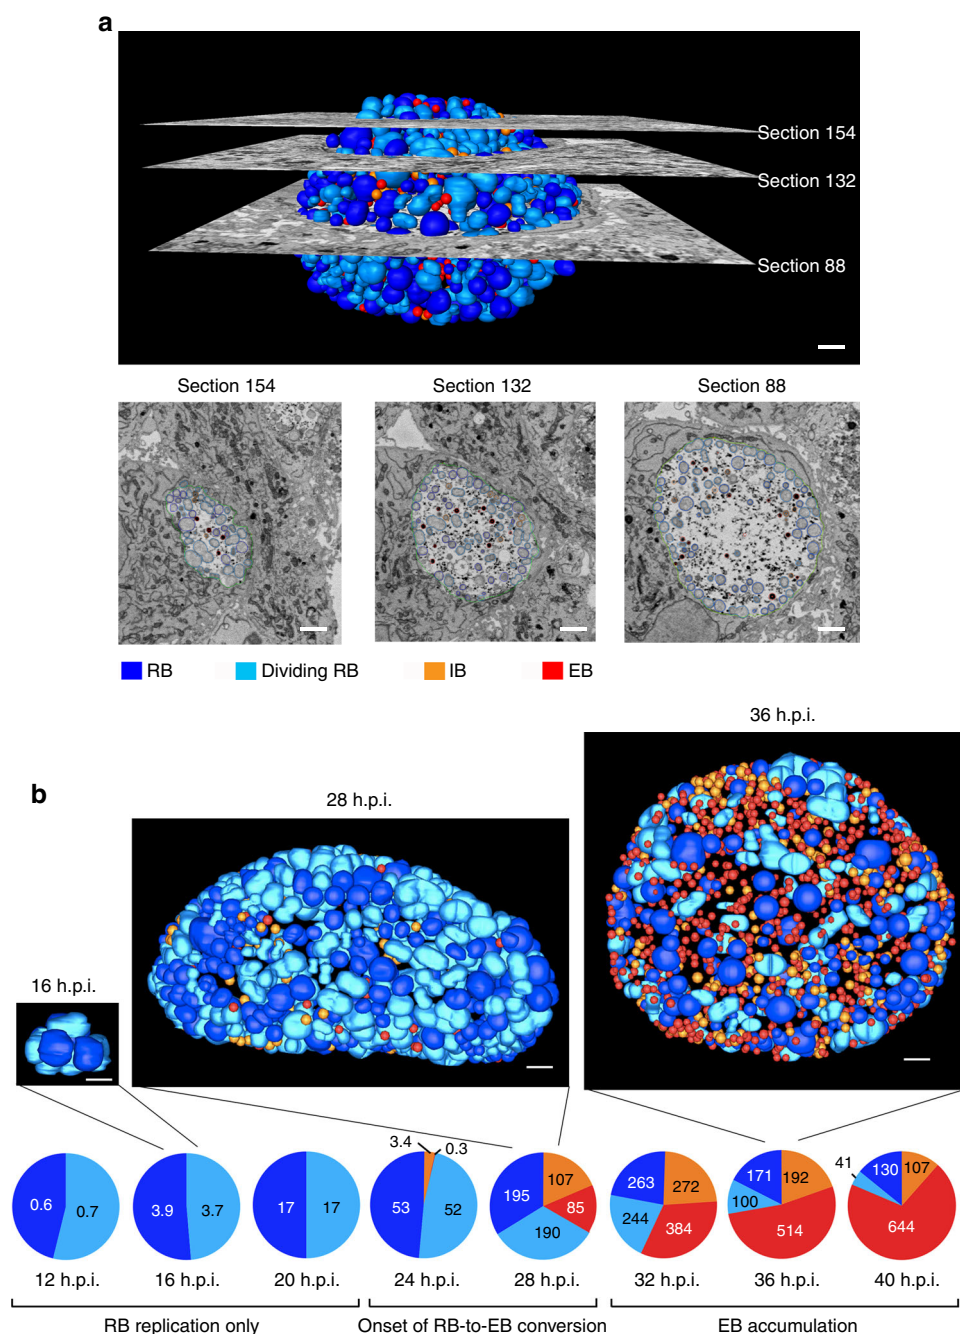 a
Section 154
Section 132
Section 88
Section 154 Section 132 Section 88
RB Dividing RB IB EB
36 h.p.i.
b
28 h.p.i.
16 h.p.i.
0.6 0.7
3.9 3.7
17 17
3.4 0.3
53 52
195 107 85 190
263 272 244 384
171 192 100 514
41 130 107 644
12 h.p.i. 16 h.p.i. 20 h.p.i. 24 h.p.i. 28 h.p.i. 32 h.p.i. 36 h.p.i. 40 h.p.i.
RB replication only Onset of RB-to-EB conversion EB accumulation